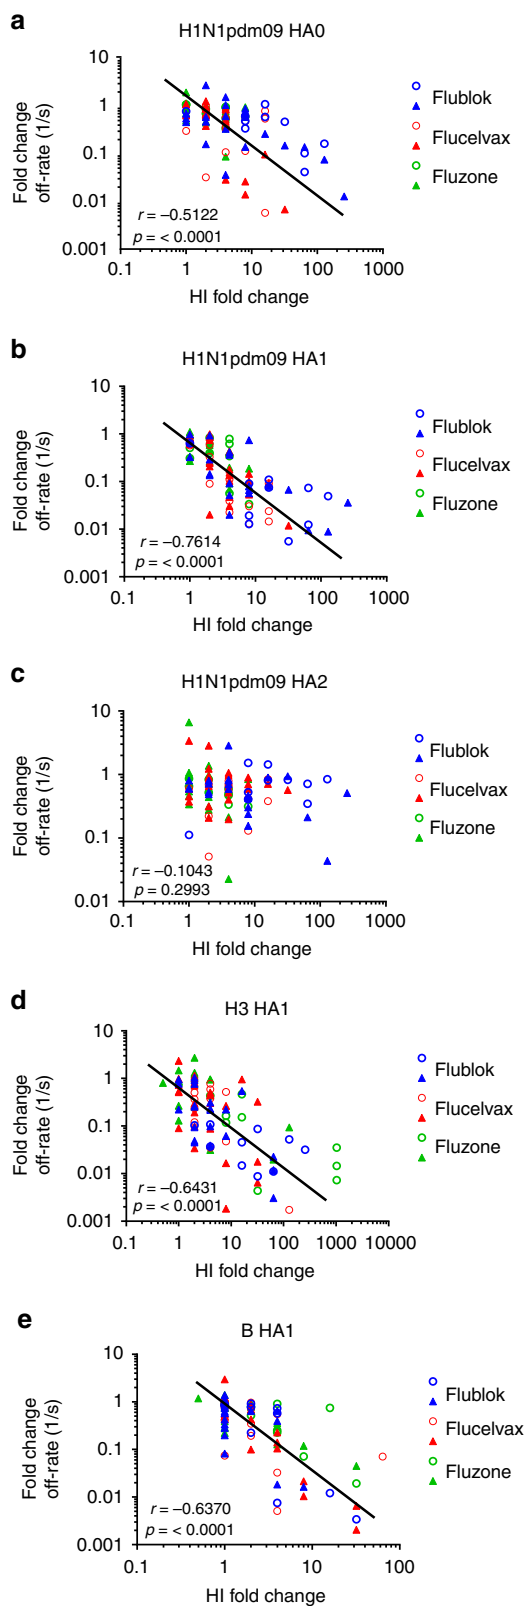 a
H1N1pdm09 HA0
Fold change
off-rate (1/s)
10
1
0.1
0.01
0.001
r = −0.5122
p = < 0.0001
0.1 1 10 100 1000
HI fold change
Flublok
Flucelvax
Fluzone
b
H1N1pdm09 HA1
Fold change
off-rate (1/s)
10
1
0.1
0.01
0.001
r = −0.7614
p = < 0.0001
0.1 1 10 100 1000
HI fold change
Flublok
Flucelvax
Fluzone
c
H1N1pdm09 HA2
Fold change
off-rate (1/s)
10
1
0.1
0.01
r = −0.1043
p = 0.2993
0.1 1 10 100 1000
HI fold change
Flublok
Flucelvax
Fluzone
d
H3 HA1
Fold change
off-rate (1/s)
10
1
0.1
0.01
0.001
r = −0.6431
p = < 0.0001
0.1 1 10 100 1000 10000
HI fold change
Flublok
Flucelvax
Fluzone
e
B HA1
Fold change
off-rate (1/s)
10
1
0.1
0.01
0.001
r = −0.6370
p = < 0.0001
1 10 100
HI fold change
Flublok
Flucelvax
Fluzone